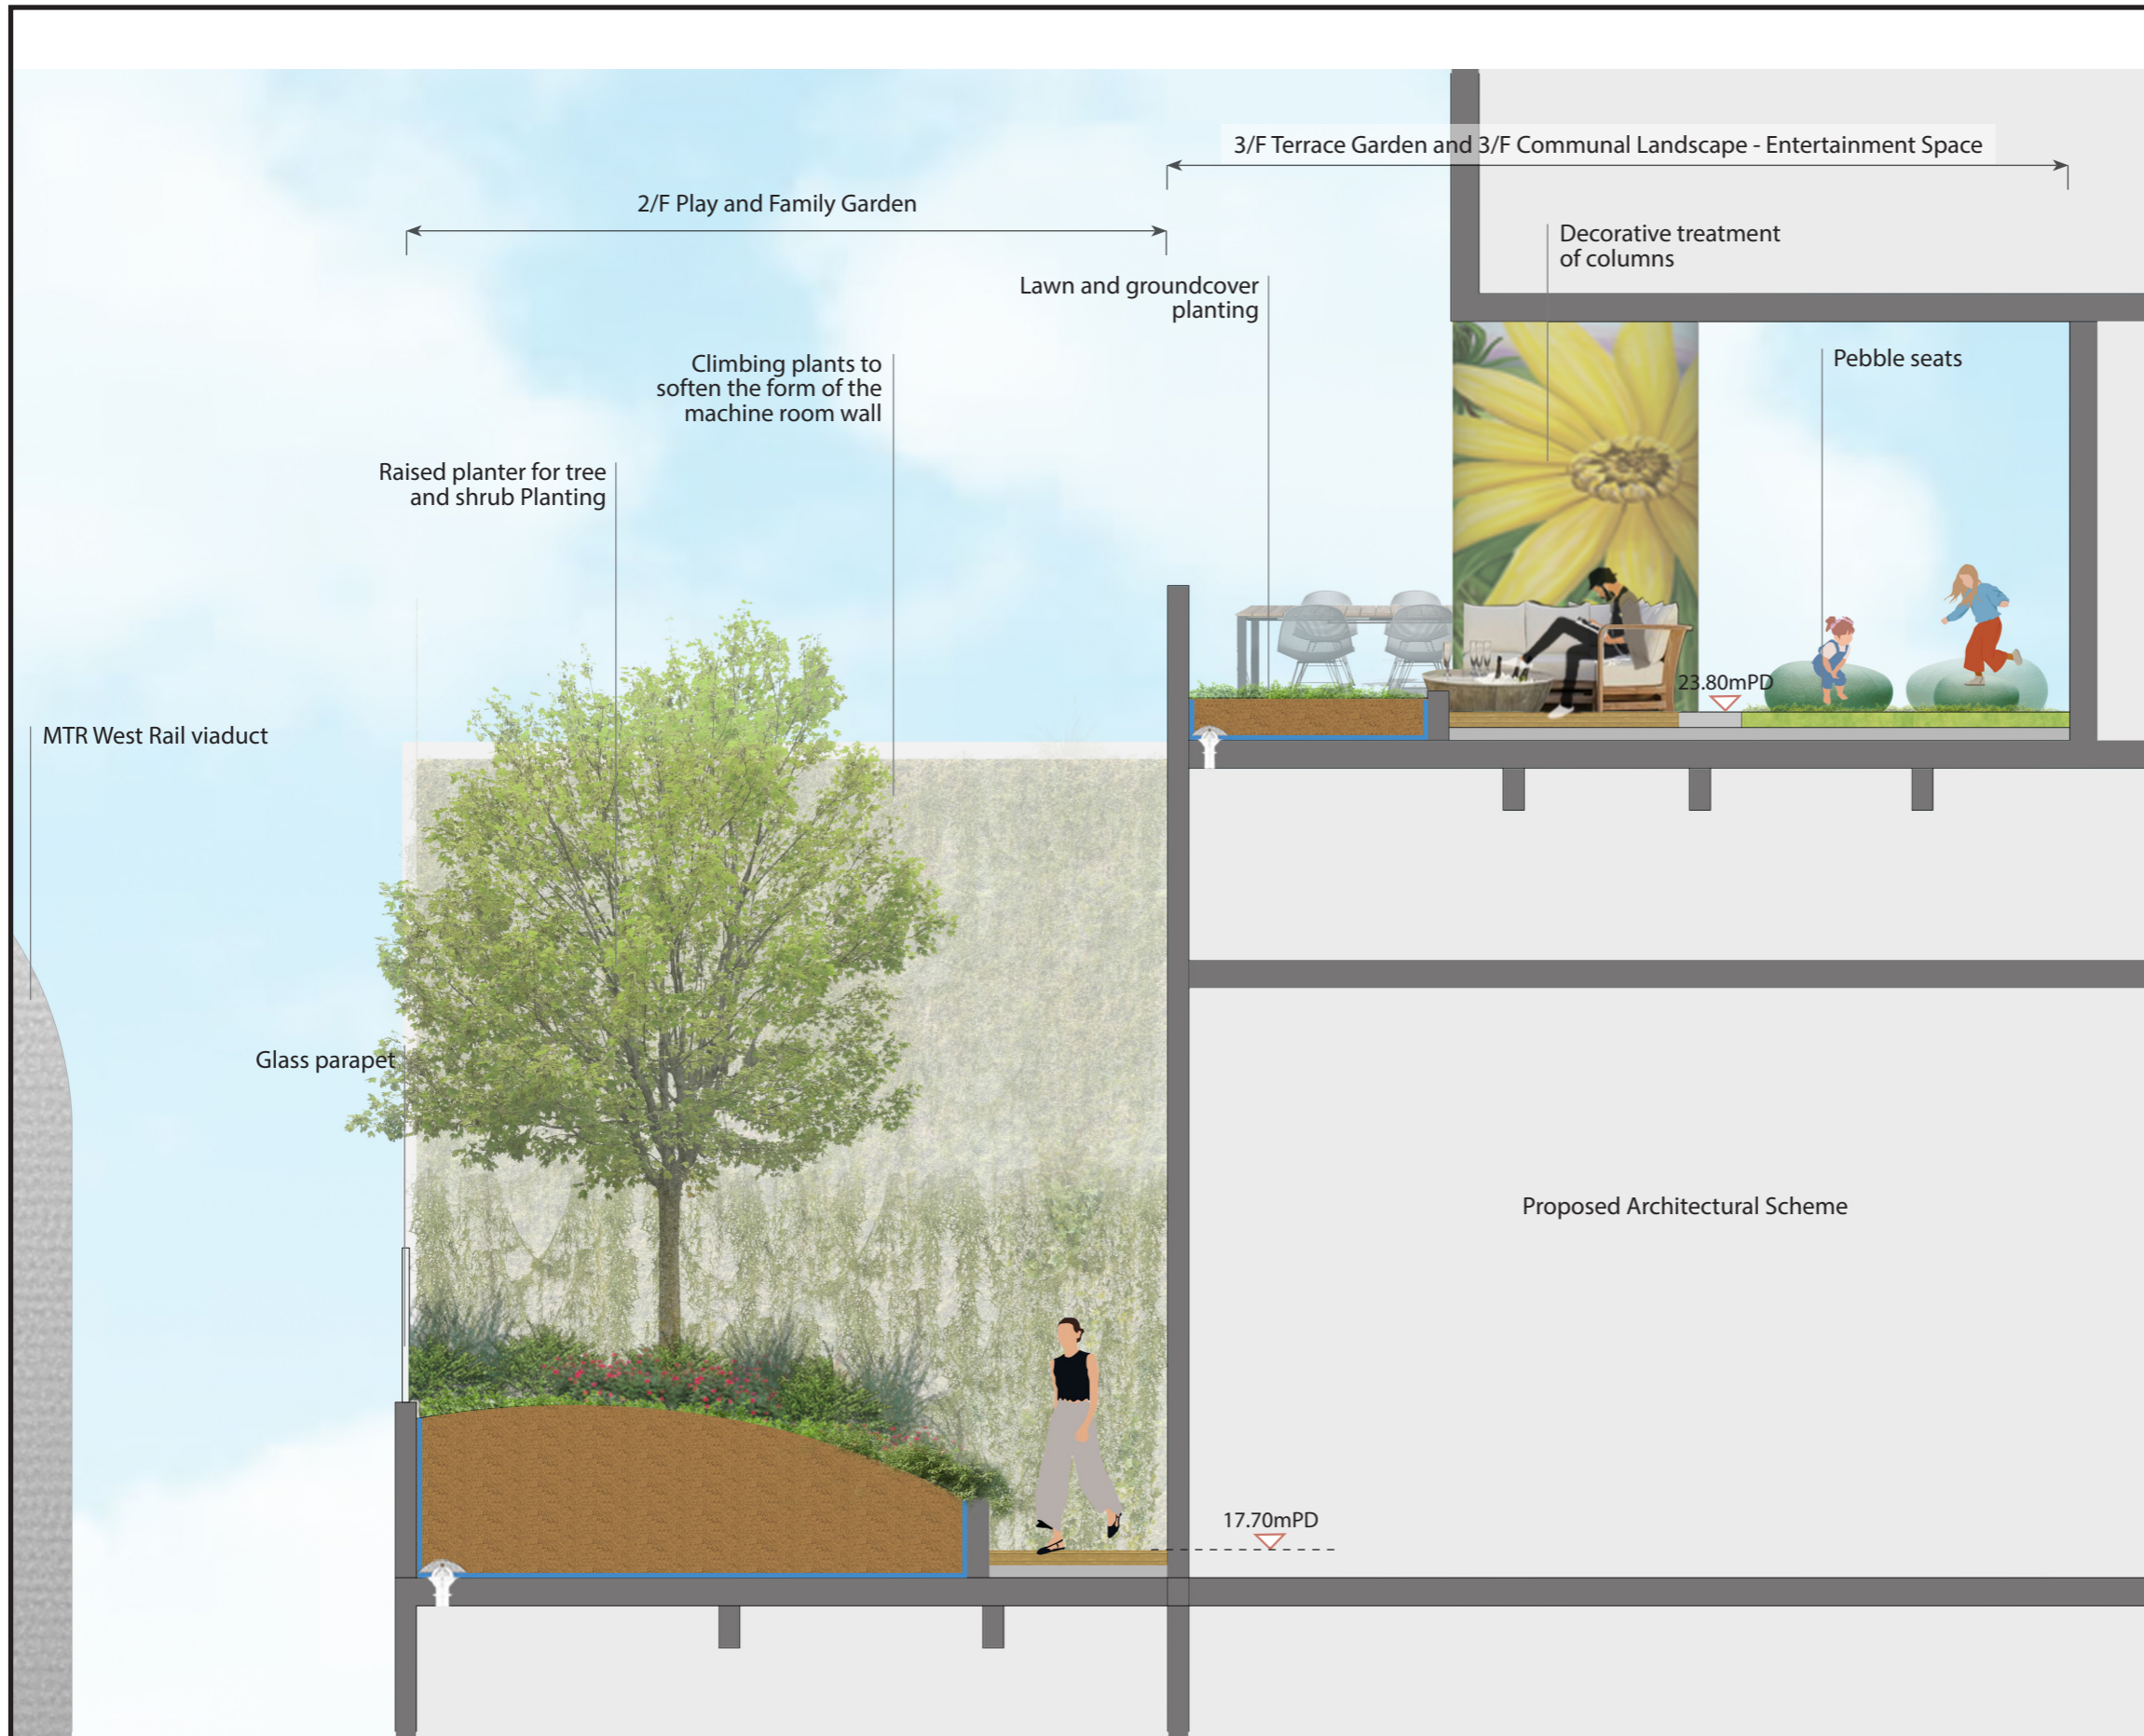 3/F Terrace Garden and 3/F Communal Landscape - Entertainment Space
2/F Play and Family Garden
Decorative treatment
of columns
Lawn and groundcover
planting
Climbing plants to
soften the form of the
machine room wall
Pebble seats
Raised planter for tree
and shrub Planting
23.80mPD
MTR West Rail viaduct
Glass parapet
Proposed Architectural Scheme
17.70mPD